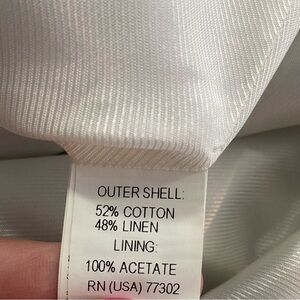 OUTER SHELL:
52% COTTON
48% LINEN
LINING:
100% ACETATE
RN (USA) 77302